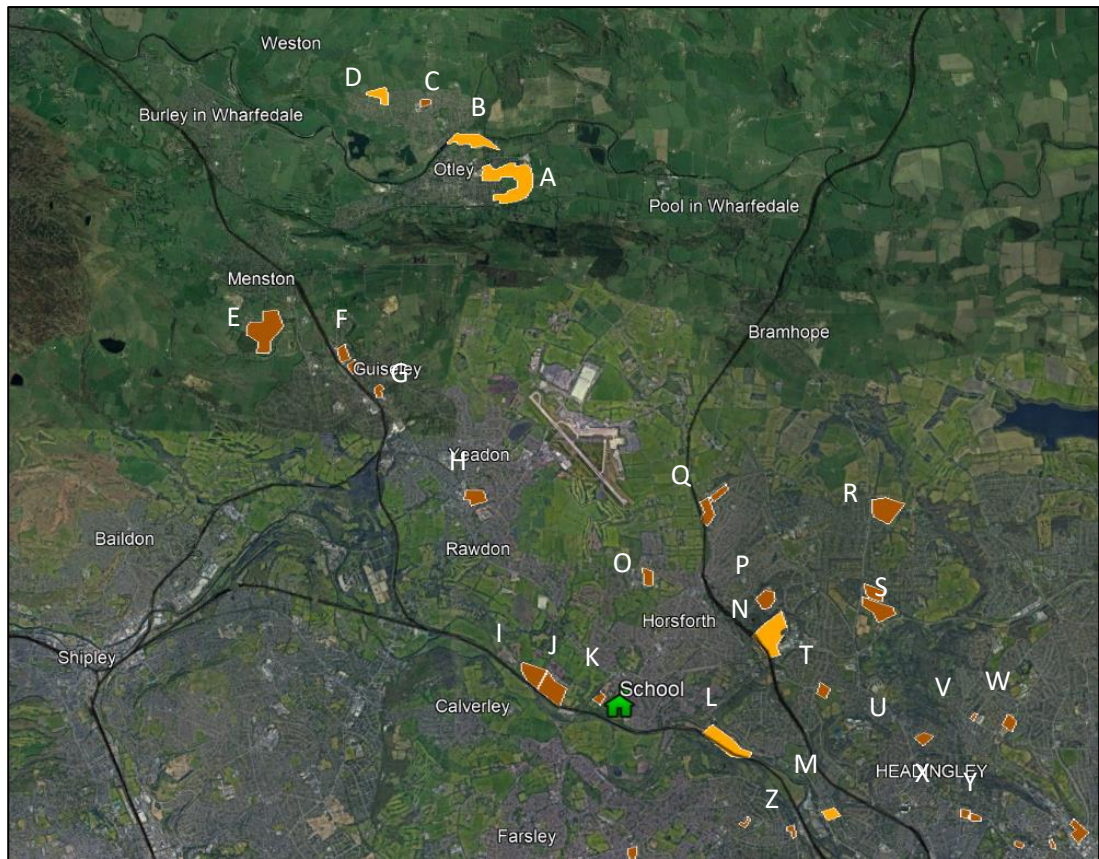 Weston
D
C
B
Burley in Wharfedale
Otley
A
Pool in Wharfedale
Menston
E
F
Bramhope
Guiseley
G
Yeadon
H
Q
R
Baildon
Rawdon
O
P
S
N
Horsforth
I
J
T
Shipley
K
School
V
W
Calverley
L
U
M
HEADINGLEY
X
Y
Z
Farsley